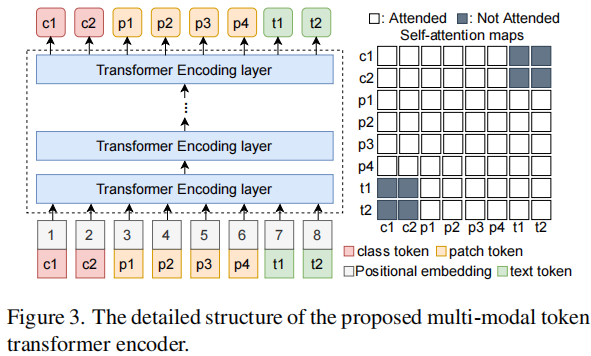 c1 c2 p1 p2 p3 p4 t1 t2
Transformer Encoding layer
...
Transformer Encoding layer
Transformer Encoding layer
1 2 3 4 5 6 7 8
c1 c2 p1 p2 p3 p4 t1 t2
: Attended : Not Attended
Self-attention maps
c1
c2
p1
p2
p3
p4
t1
t2
c1 c2 p1 p2 p3 p4 t1 t2
class token patch token
Positional embedding text token
Figure 3. The detailed structure of the proposed multi-modal token
transformer encoder.